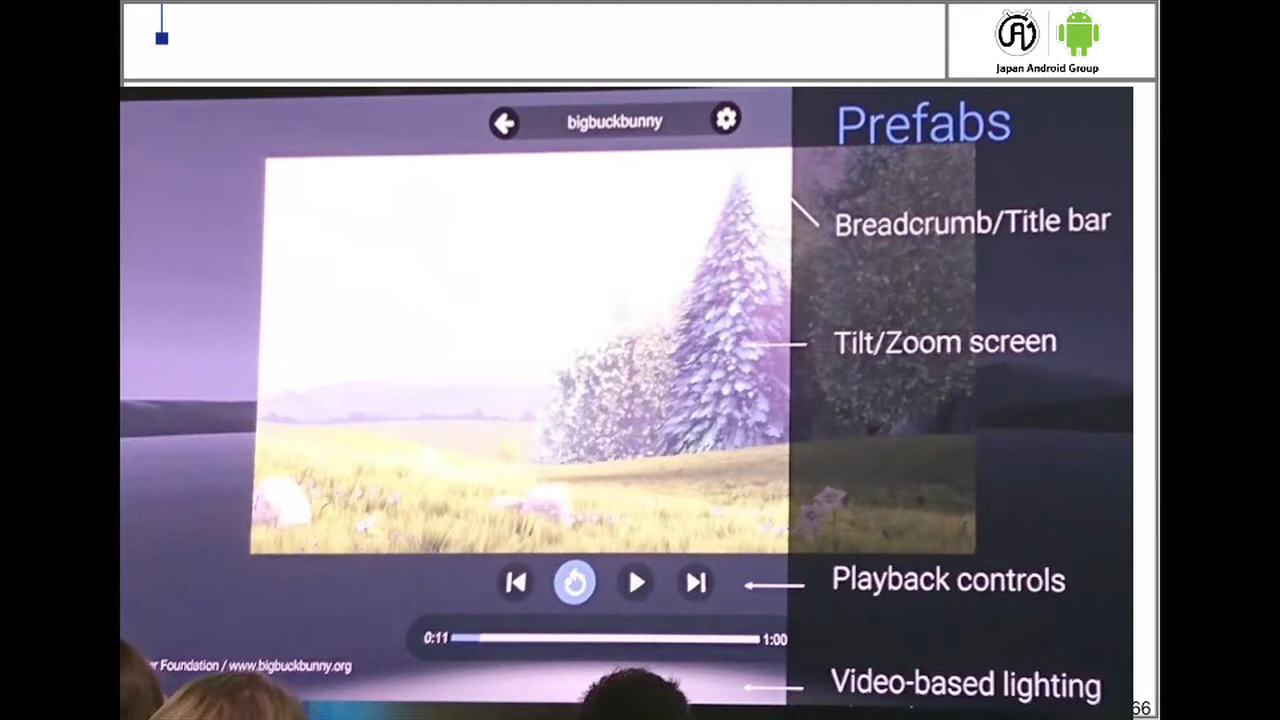 Japan Android Group
bigbuckbunny
Prefabs
Breadcrumb/Title bar
Tilt/Zoom screen
Playback controls
0:11
1:00
Foundation / www.bigbuckbunny.org
Video-based lighting
66